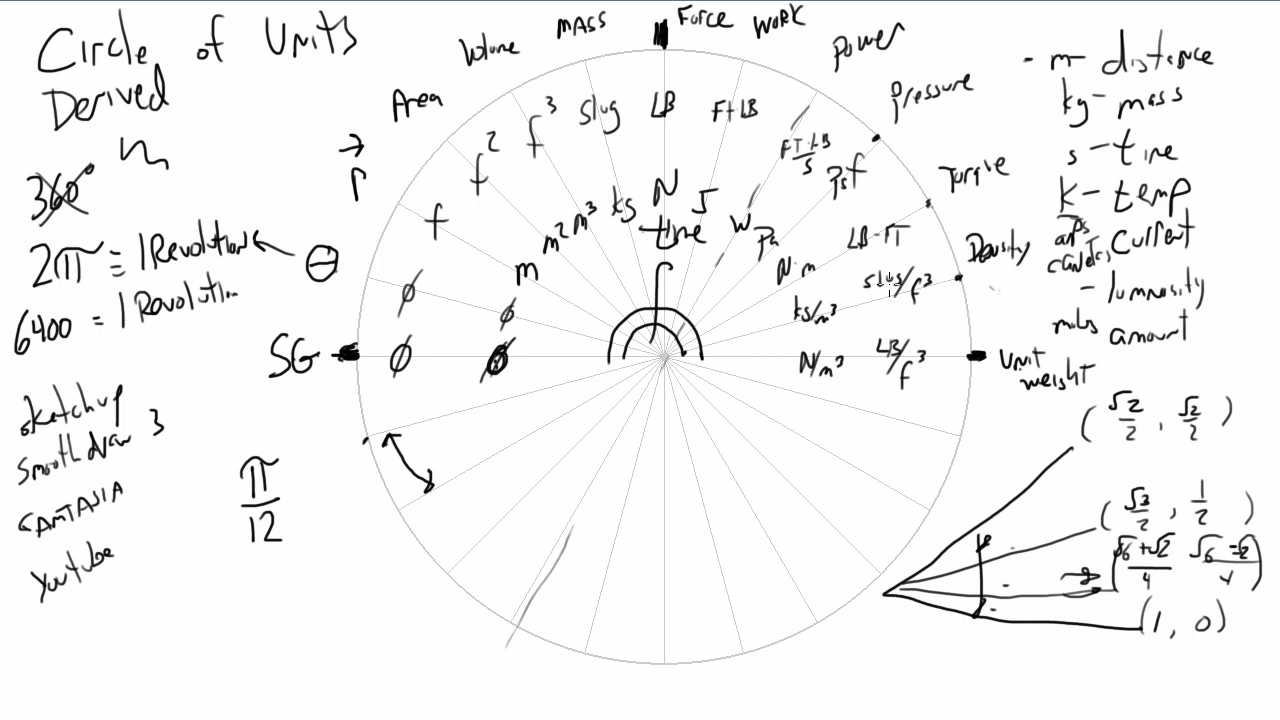 Circle of Units
Derived
m
360°
2π ≡ 1 Revolution
6400 = 1 Revolution
Sketchup
Smooth draw 3
CAMTASIA
Youtube
π
12
SG
θ
r
Area
Volume
MASS
Force
WORK
Power
Pressure
Torque
Density
Unit
weight
ø
ø
f
f²
f³
Slug
LB
Ft LB
FT·LB
S
Psf
LB-FT
slug/f³
LB/f³
ø
ø
m
m²
m³
kg
N
time
J
W
Pa
N·m
kg/m³
N/m³
- m - distance
kg - mass
s - time
K - temp
amps Current
candela
- luminosity
mols amount
(√2/2, √2/2)
(√3/2, 1/2)
(√6+√2/4 √6-√2/4)
(1, 0)